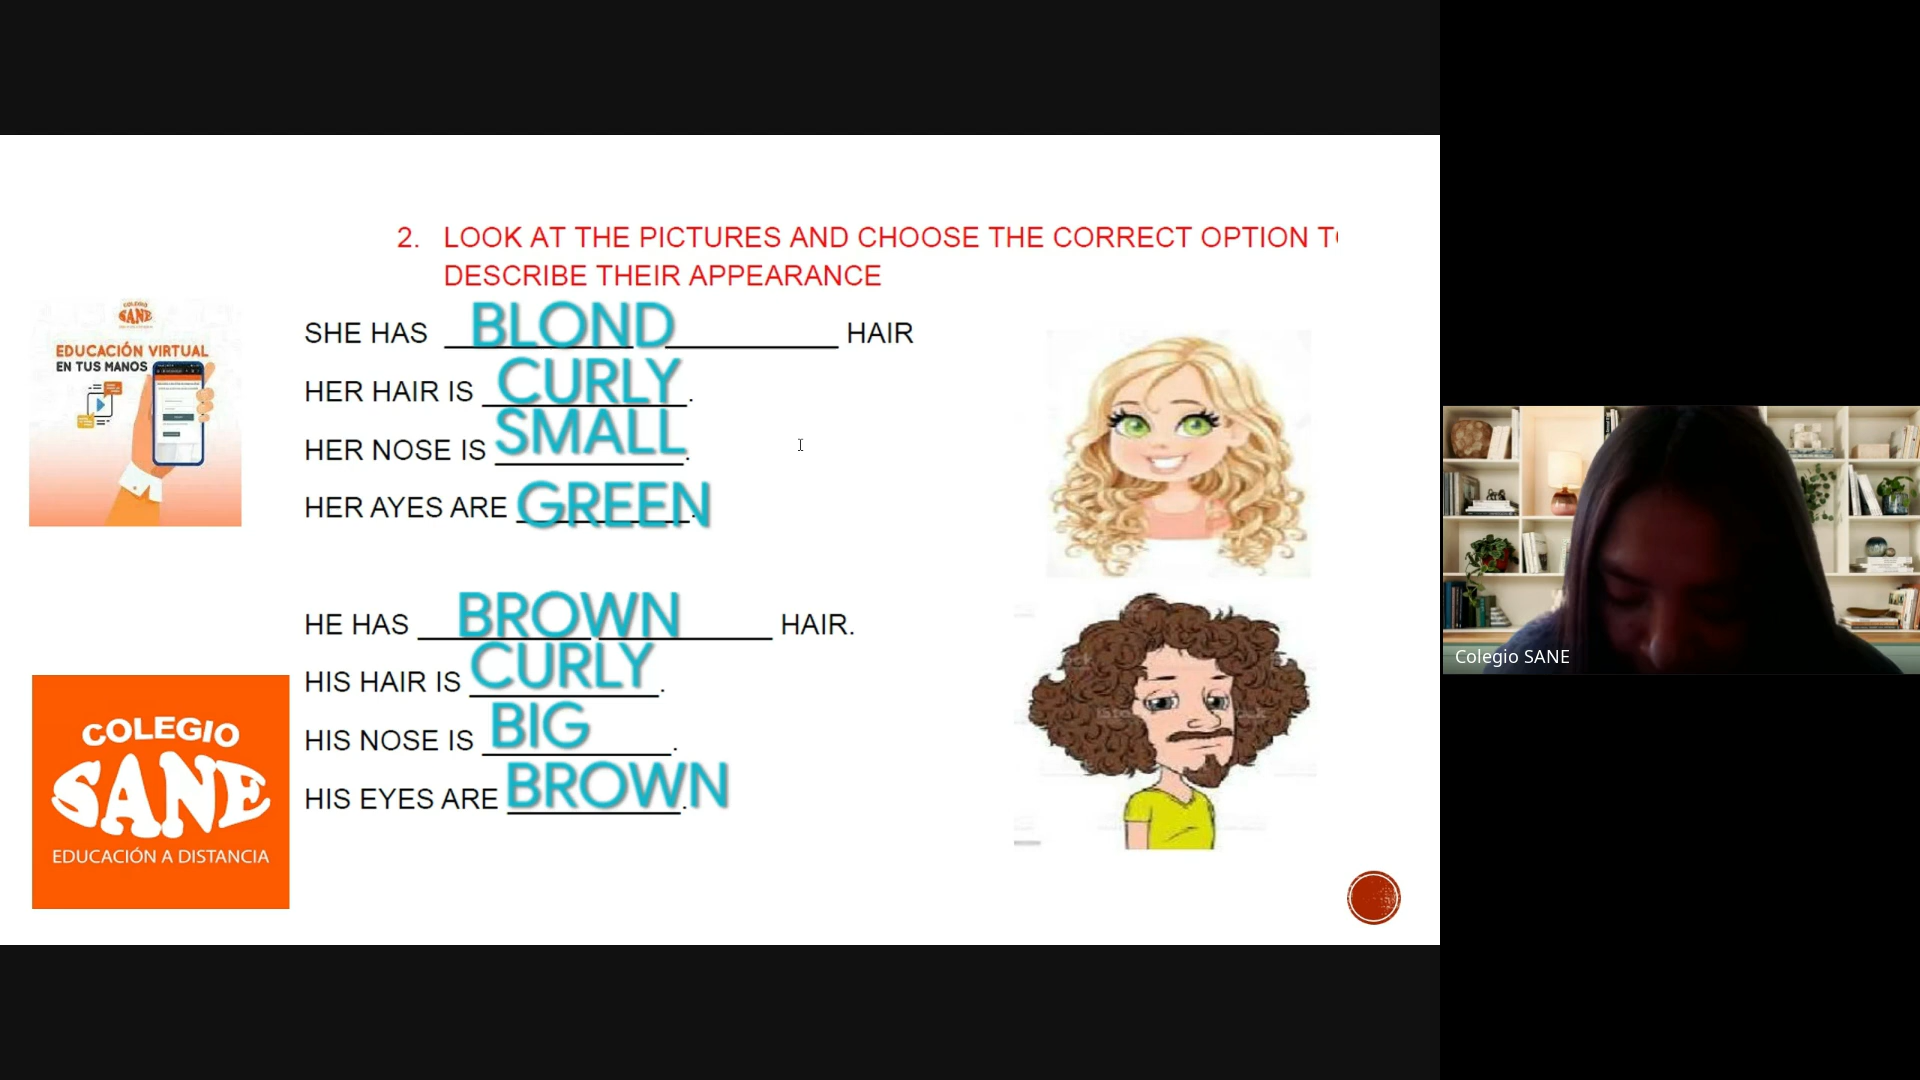 2. LOOK AT THE PICTURES AND CHOOSE THE CORRECT OPTION
DESCRIBE THEIR APPEARANCE
SHE HAS BLOND HAIR
HER HAIR IS CURLY.
HER NOSE IS SMALL.
HER AYES ARE GREEN.
HE HAS BROWN HAIR.
HIS HAIR IS CURLY.
HIS NOSE IS BIG.
HIS EYES ARE BROWN.
COLEGIO
SANE
EDUCACIÓN VIRTUAL
EN TUS MANOS
COLEGIO
SANE
EDUCACIÓN A DISTANCIA
Colegio SANE